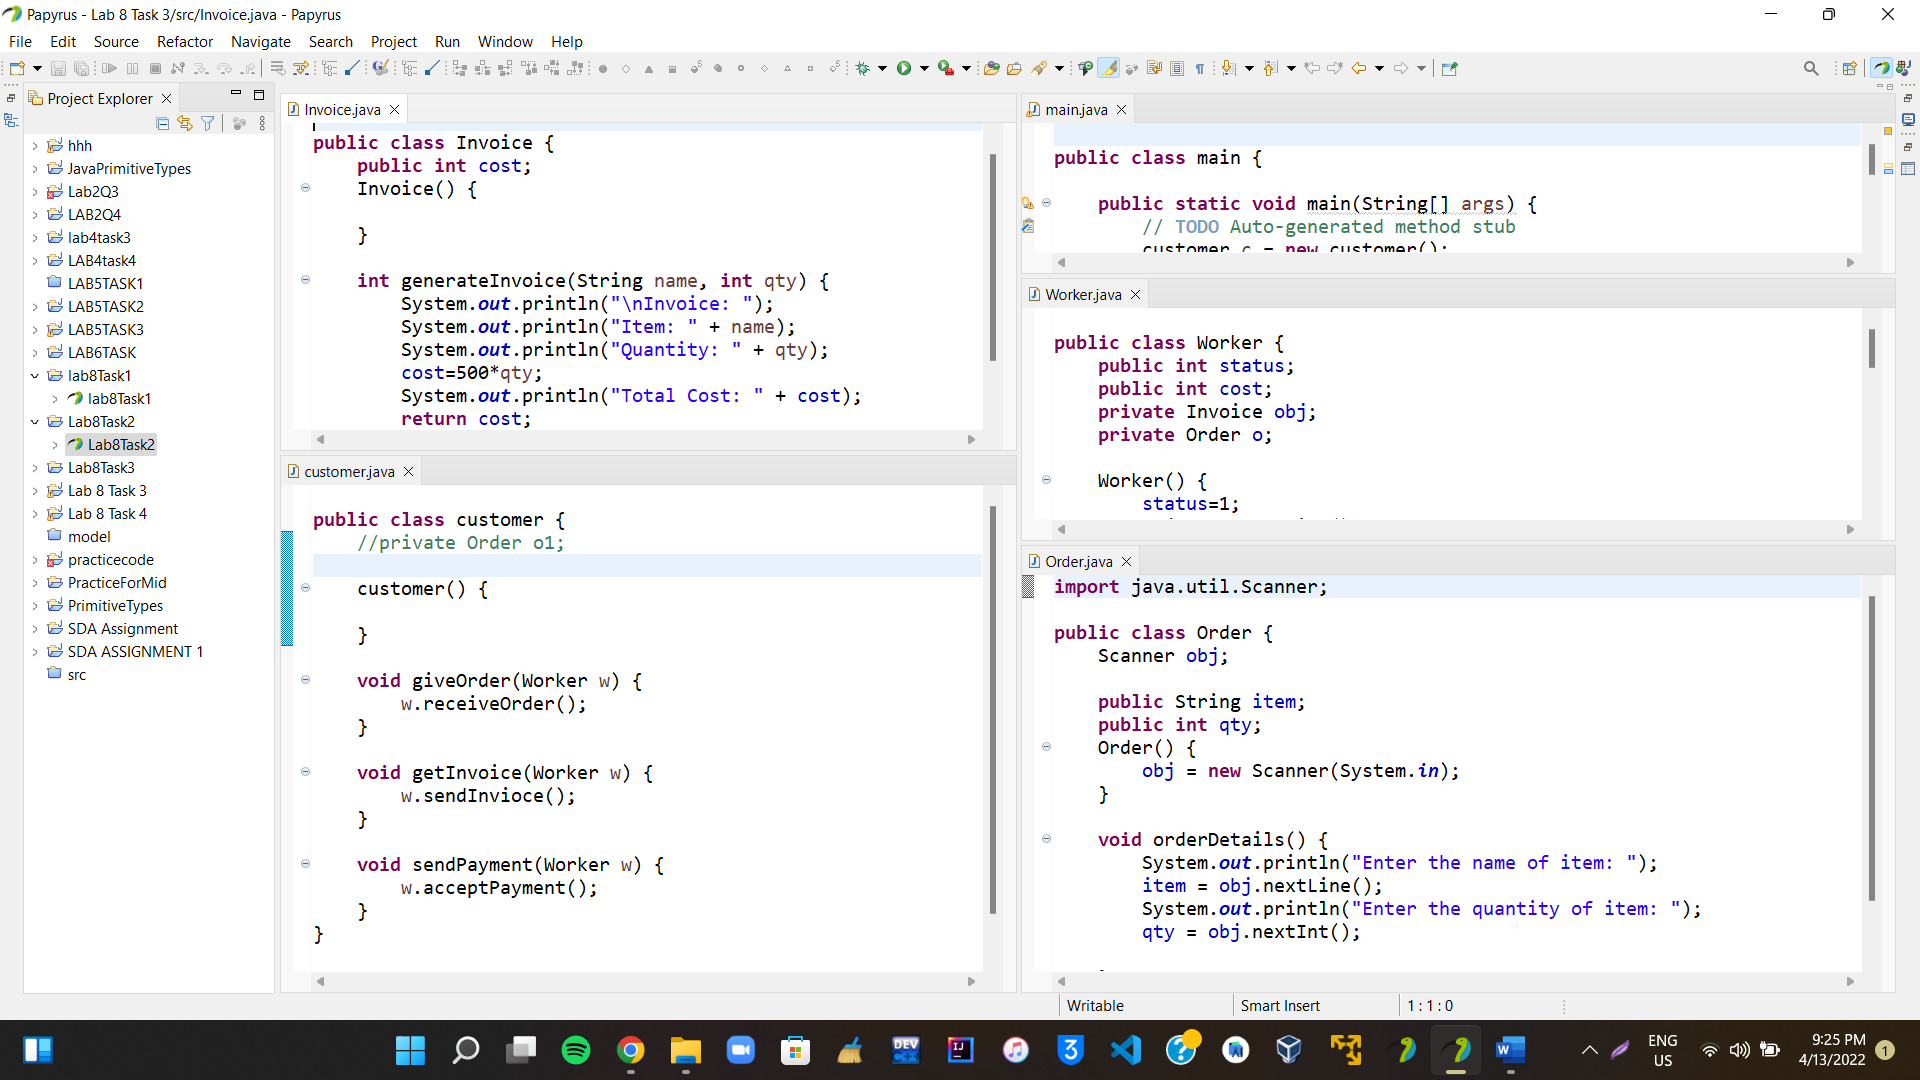 Papyrus - Lab 8 Task 3/src/Invoice.java - Papyrus
File Edit Source Refactor Navigate Search Project Run Window Help
Project Explorer
hhh
JavaPrimitiveTypes
Lab2Q3
LAB2Q4
lab4task3
LAB4task4
LAB5TASK1
LAB5TASK2
LAB5TASK3
LAB6TASK
lab8Task1
lab8Task1
Lab8Task2
Lab8Task2
Lab8Task3
Lab 8 Task 3
Lab 8 Task 4
model
practicecode
PracticeForMid
PrimitiveTypes
SDA Assignment
SDA ASSIGNMENT 1
src
Invoice.java
public class Invoice {
public int cost;
Invoice() {
}
int generateInvoice(String name, int qty) {
System.out.println("\nInvoice: ");
System.out.println("Item: " + name);
System.out.println("Quantity: " + qty);
cost=500*qty;
System.out.println("Total Cost: " + cost);
return cost;
customer.java
public class customer {
//private Order o1;
customer() {
}
void giveOrder(Worker w) {
w.receiveOrder();
}
void getInvoice(Worker w) {
w.sendInvioce();
}
void sendPayment(Worker w) {
w.acceptPayment();
}
}
main.java
public class main {
public static void main(String[] args) {
// TODO Auto-generated method stub
customer c = new customer();
Worker.java
public class Worker {
public int status;
public int cost;
private Invoice obj;
private Order o;
Worker() {
status=1;
Order.java
import java.util.Scanner;
public class Order {
Scanner obj;
public String item;
public int qty;
Order() {
obj = new Scanner(System.in);
}
void orderDetails() {
System.out.println("Enter the name of item: ");
item = obj.nextLine();
System.out.println("Enter the quantity of item: ");
qty = obj.nextInt();
Writable
Smart Insert
1 : 1 : 0
DEV C++
IJ
3
W
ENG
US
9:25 PM
4/13/2022
1